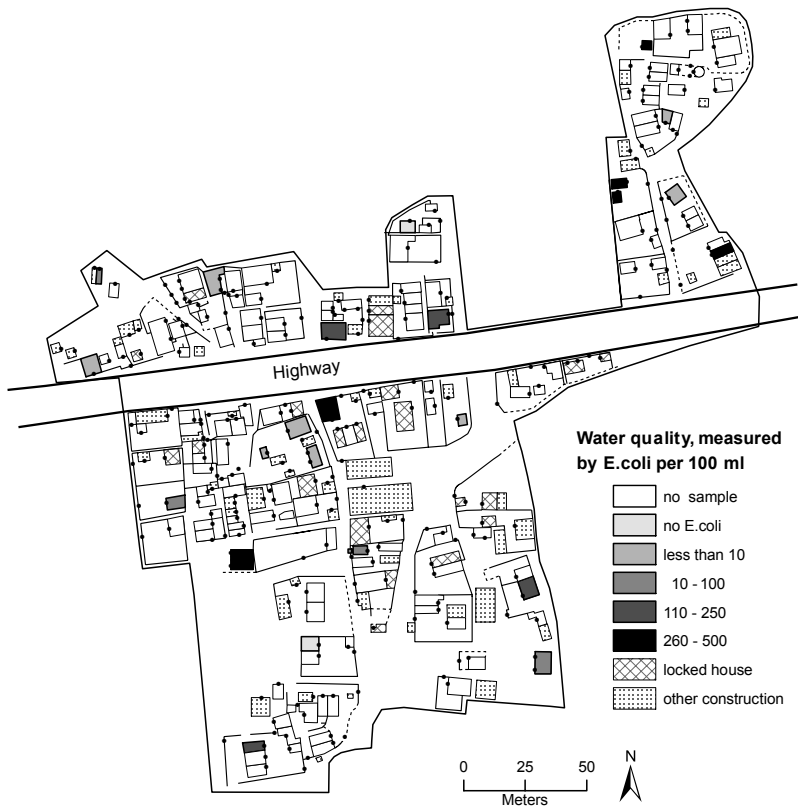 Highway
Water quality, measured
by E.coli per 100 ml
no sample
no E.coli
less than 10
10 - 100
110 - 250
260 - 500
locked house
other construction
0 25 50
Meters
N